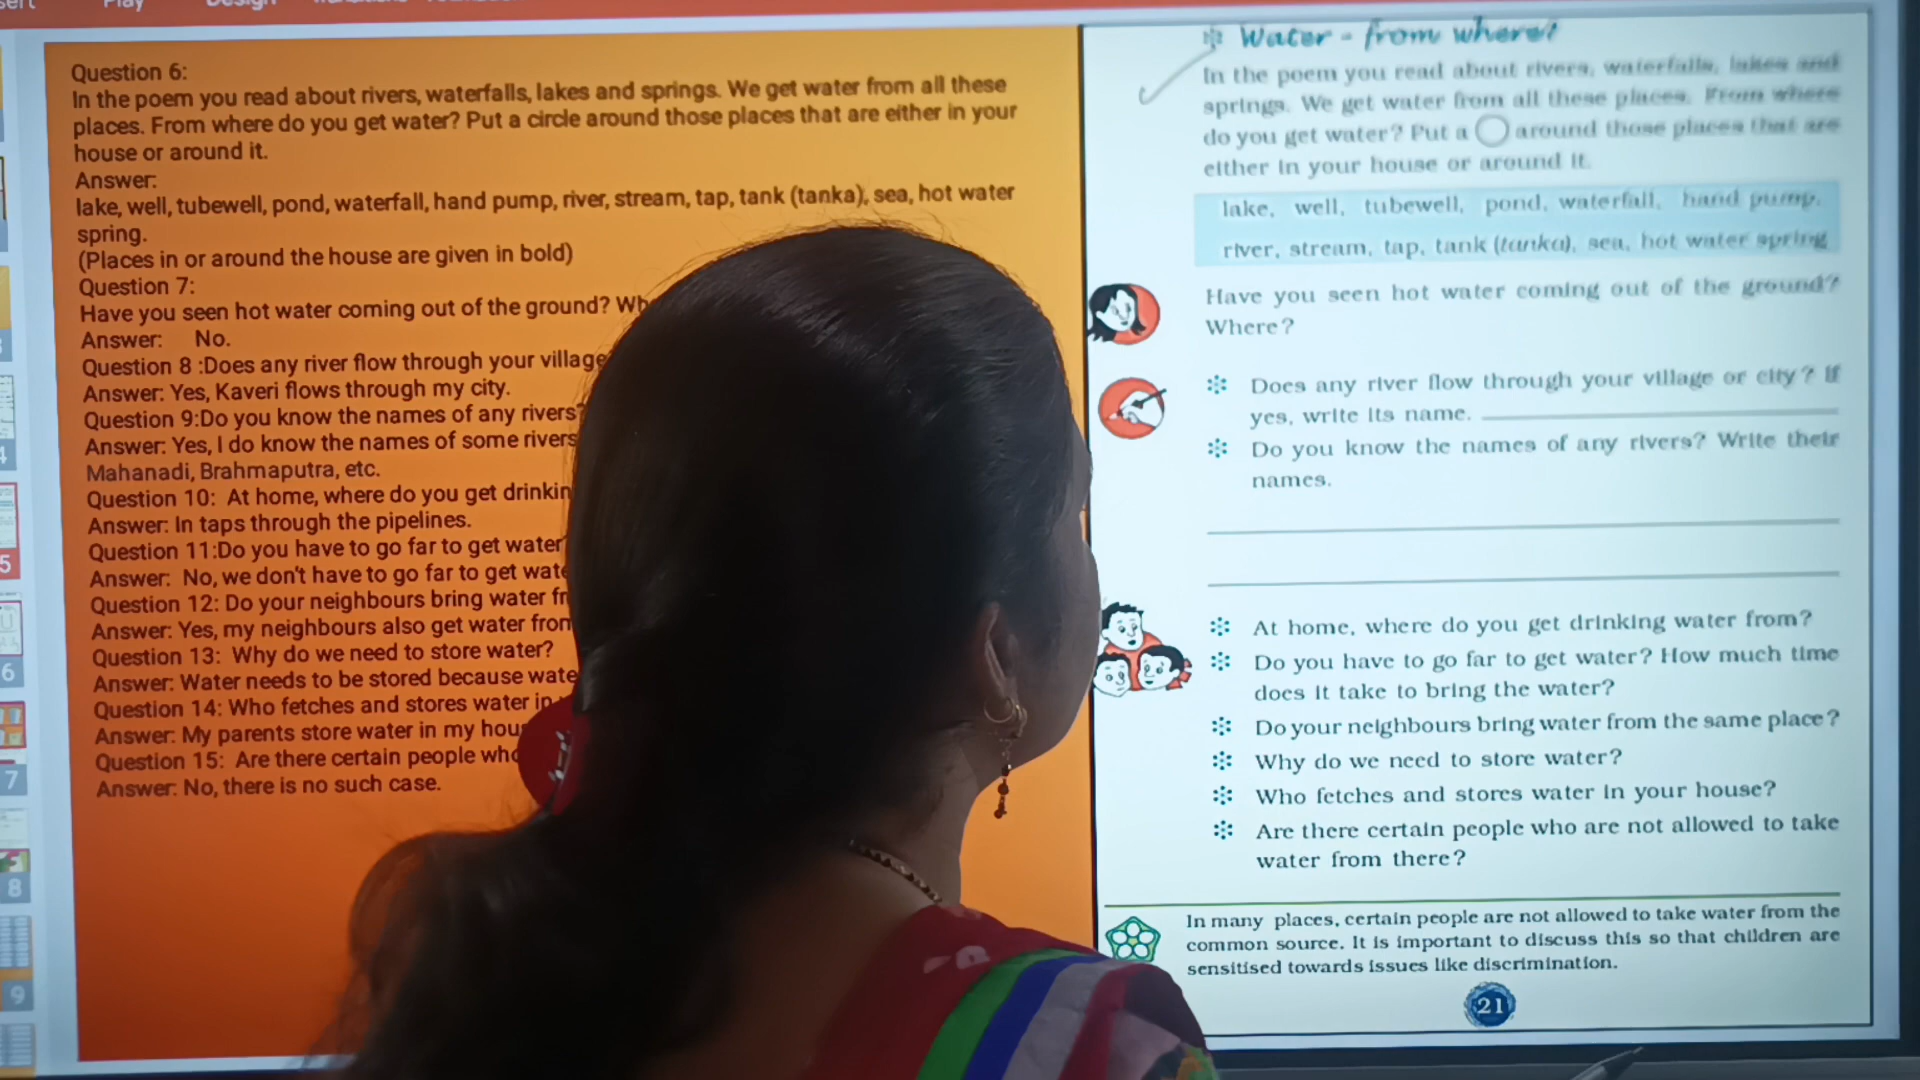 Play
Design
Question 6:
In the poem you read about rivers, waterfalls, lakes and springs. We get water from all these
places. From where do you get water? Put a circle around those places that are either in your
house or around it.
Answer:
lake, well, tubewell, pond, waterfall, hand pump, river, stream, tap, tank (tanka), sea, hot water
spring.
(Places in or around the house are given in bold)
Question 7:
Have you seen hot water coming out of the ground?
Answer: No.
Question 8 :Does any river flow through your village
Answer: Yes, Kaveri flows through my city.
Question 9:Do you know the names of any rivers?
Answer: Yes, I do know the names of some rivers
Mahanadi, Brahmaputra, etc.
Question 10: At home, where do you get
Answer: In taps through the pipelines.
Question 11:Do you have to go far to get water
Answer: No, we don't have to go far to get
Question 12: Do your neighbours bring water
Answer: Yes, my neighbours also get water
Question 13: Why do we need to store water?
Answer: Water needs to be stored because
Question 14: Who fetches and stores water in
Answer: My parents store water in my
Question 15: Are there certain people
Answer: No, there is no such case.
5
6
7
8
9
Water - from where?
In the poem you read about rivers, waterfalls, lakes and
springs. We get water from all these places. From where
do you get water? Put a around those places that are
either in your house or around it.
lake, well, tubewell, pond, waterfall, hand pump,
river, stream, tap, tank (tanka), sea, hot water spring
Have you seen hot water coming out of the ground?
Where?
Does any river flow through your village or city? If
yes, write its name.
Do you know the names of any rivers? Write their
names.
At home, where do you get drinking water from?
Do you have to go far to get water? How much time
does it take to bring the water?
Do your neighbours bring water from the same place?
Why do we need to store water?
Who fetches and stores water in your house?
Are there certain people who are not allowed to take
water from there?
In many places, certain people are not allowed to take water from the
common source. It is important to discuss this so that children are
sensitised towards issues like discrimination.
21